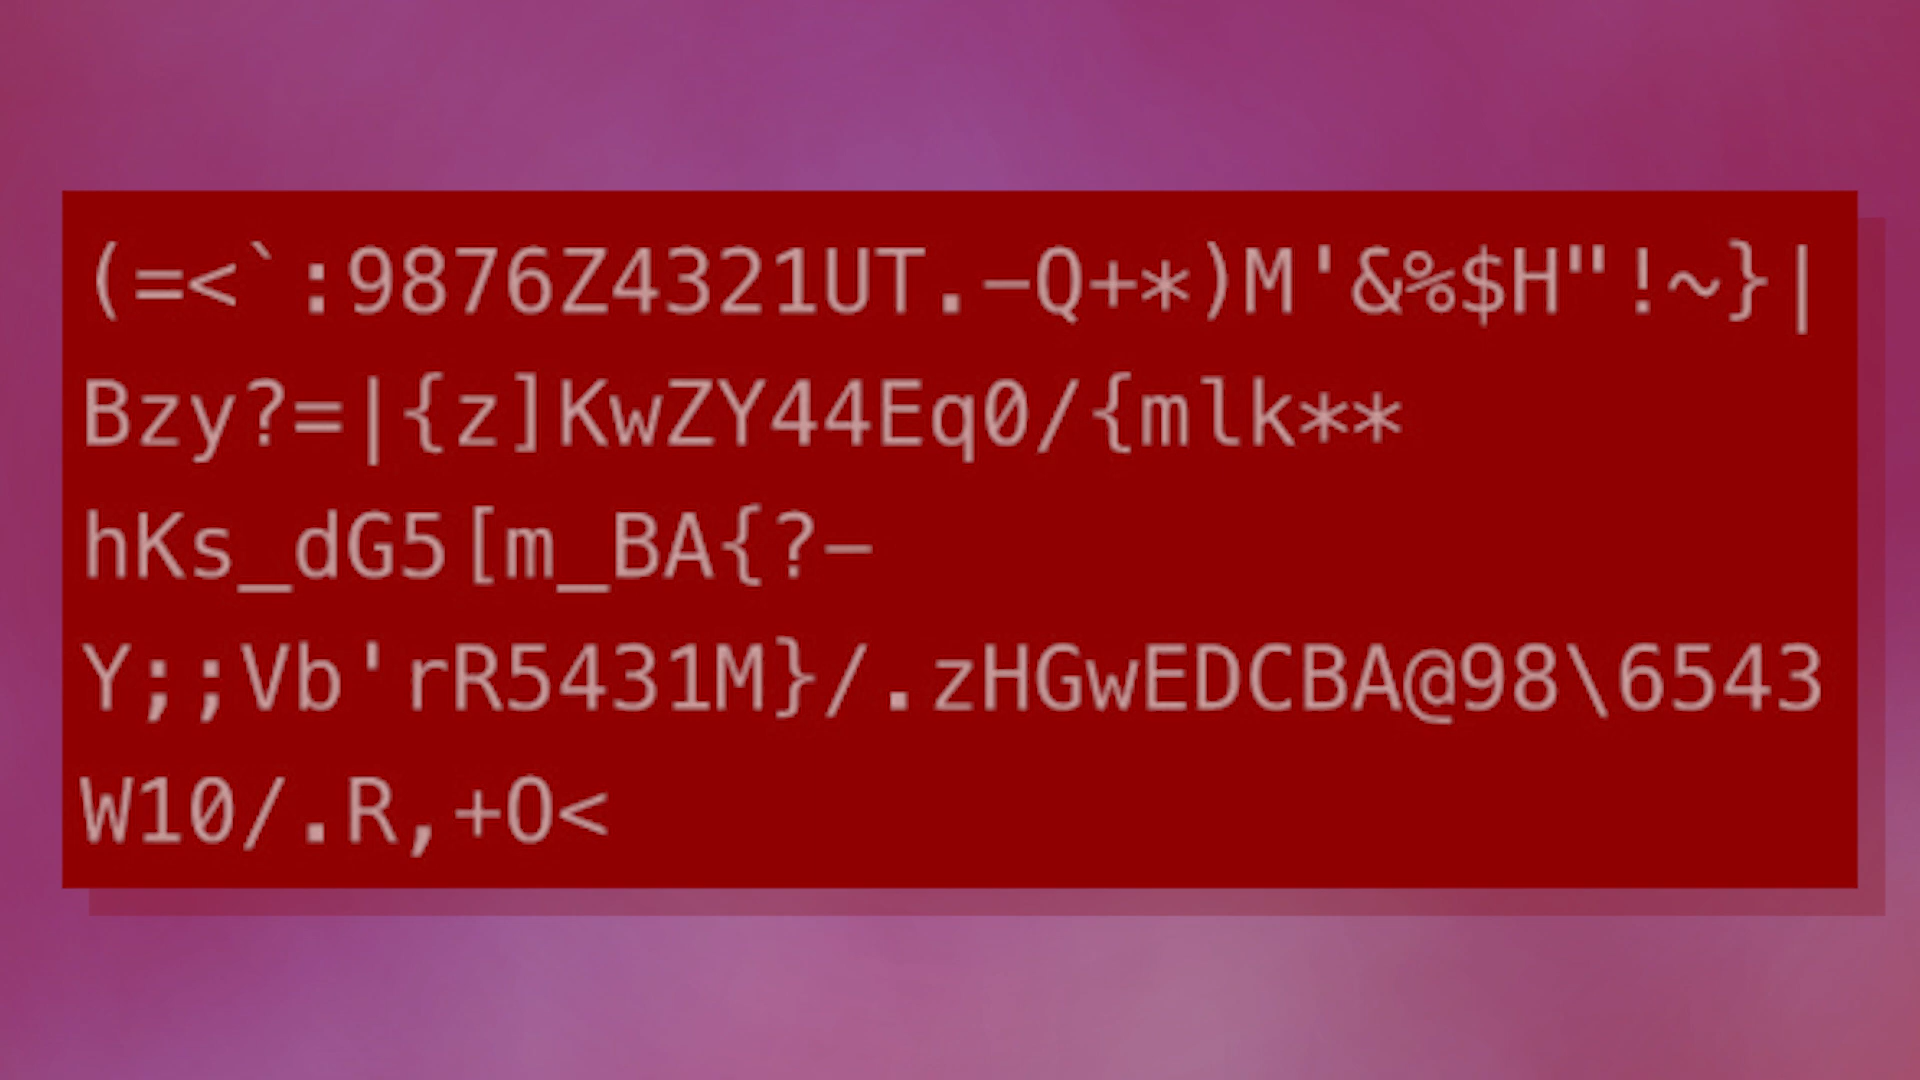 (=<`:9876Z4321UT.−Q+*)M'&%$H"!~}|
Bzy?=|{z]KwZY44Eq0/{mlk**
hKs_dG5[m_BA{?−
Y;;Vb'rR5431M}/.zHGwEDCBA@98\6543
W10/.R,+O<